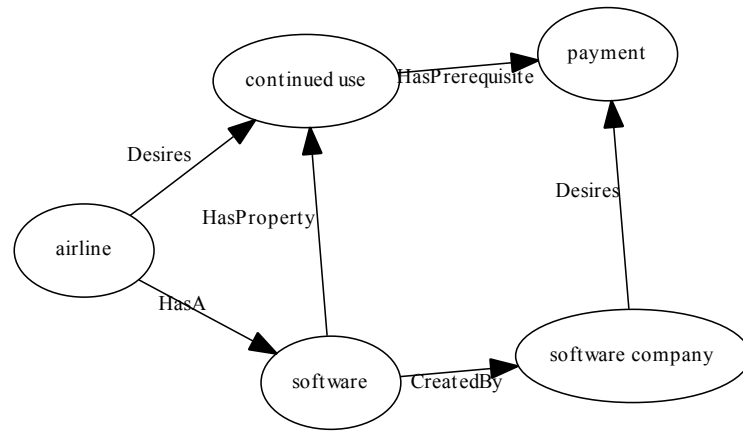 payment
continued use
HasPrerequisite
Desires
Desires
HasProperty
airline
HasA
software company
software
CreatedBy